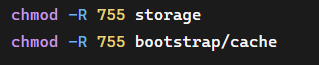 chmod -R 755 storage
chmod -R 755 bootstrap/cache